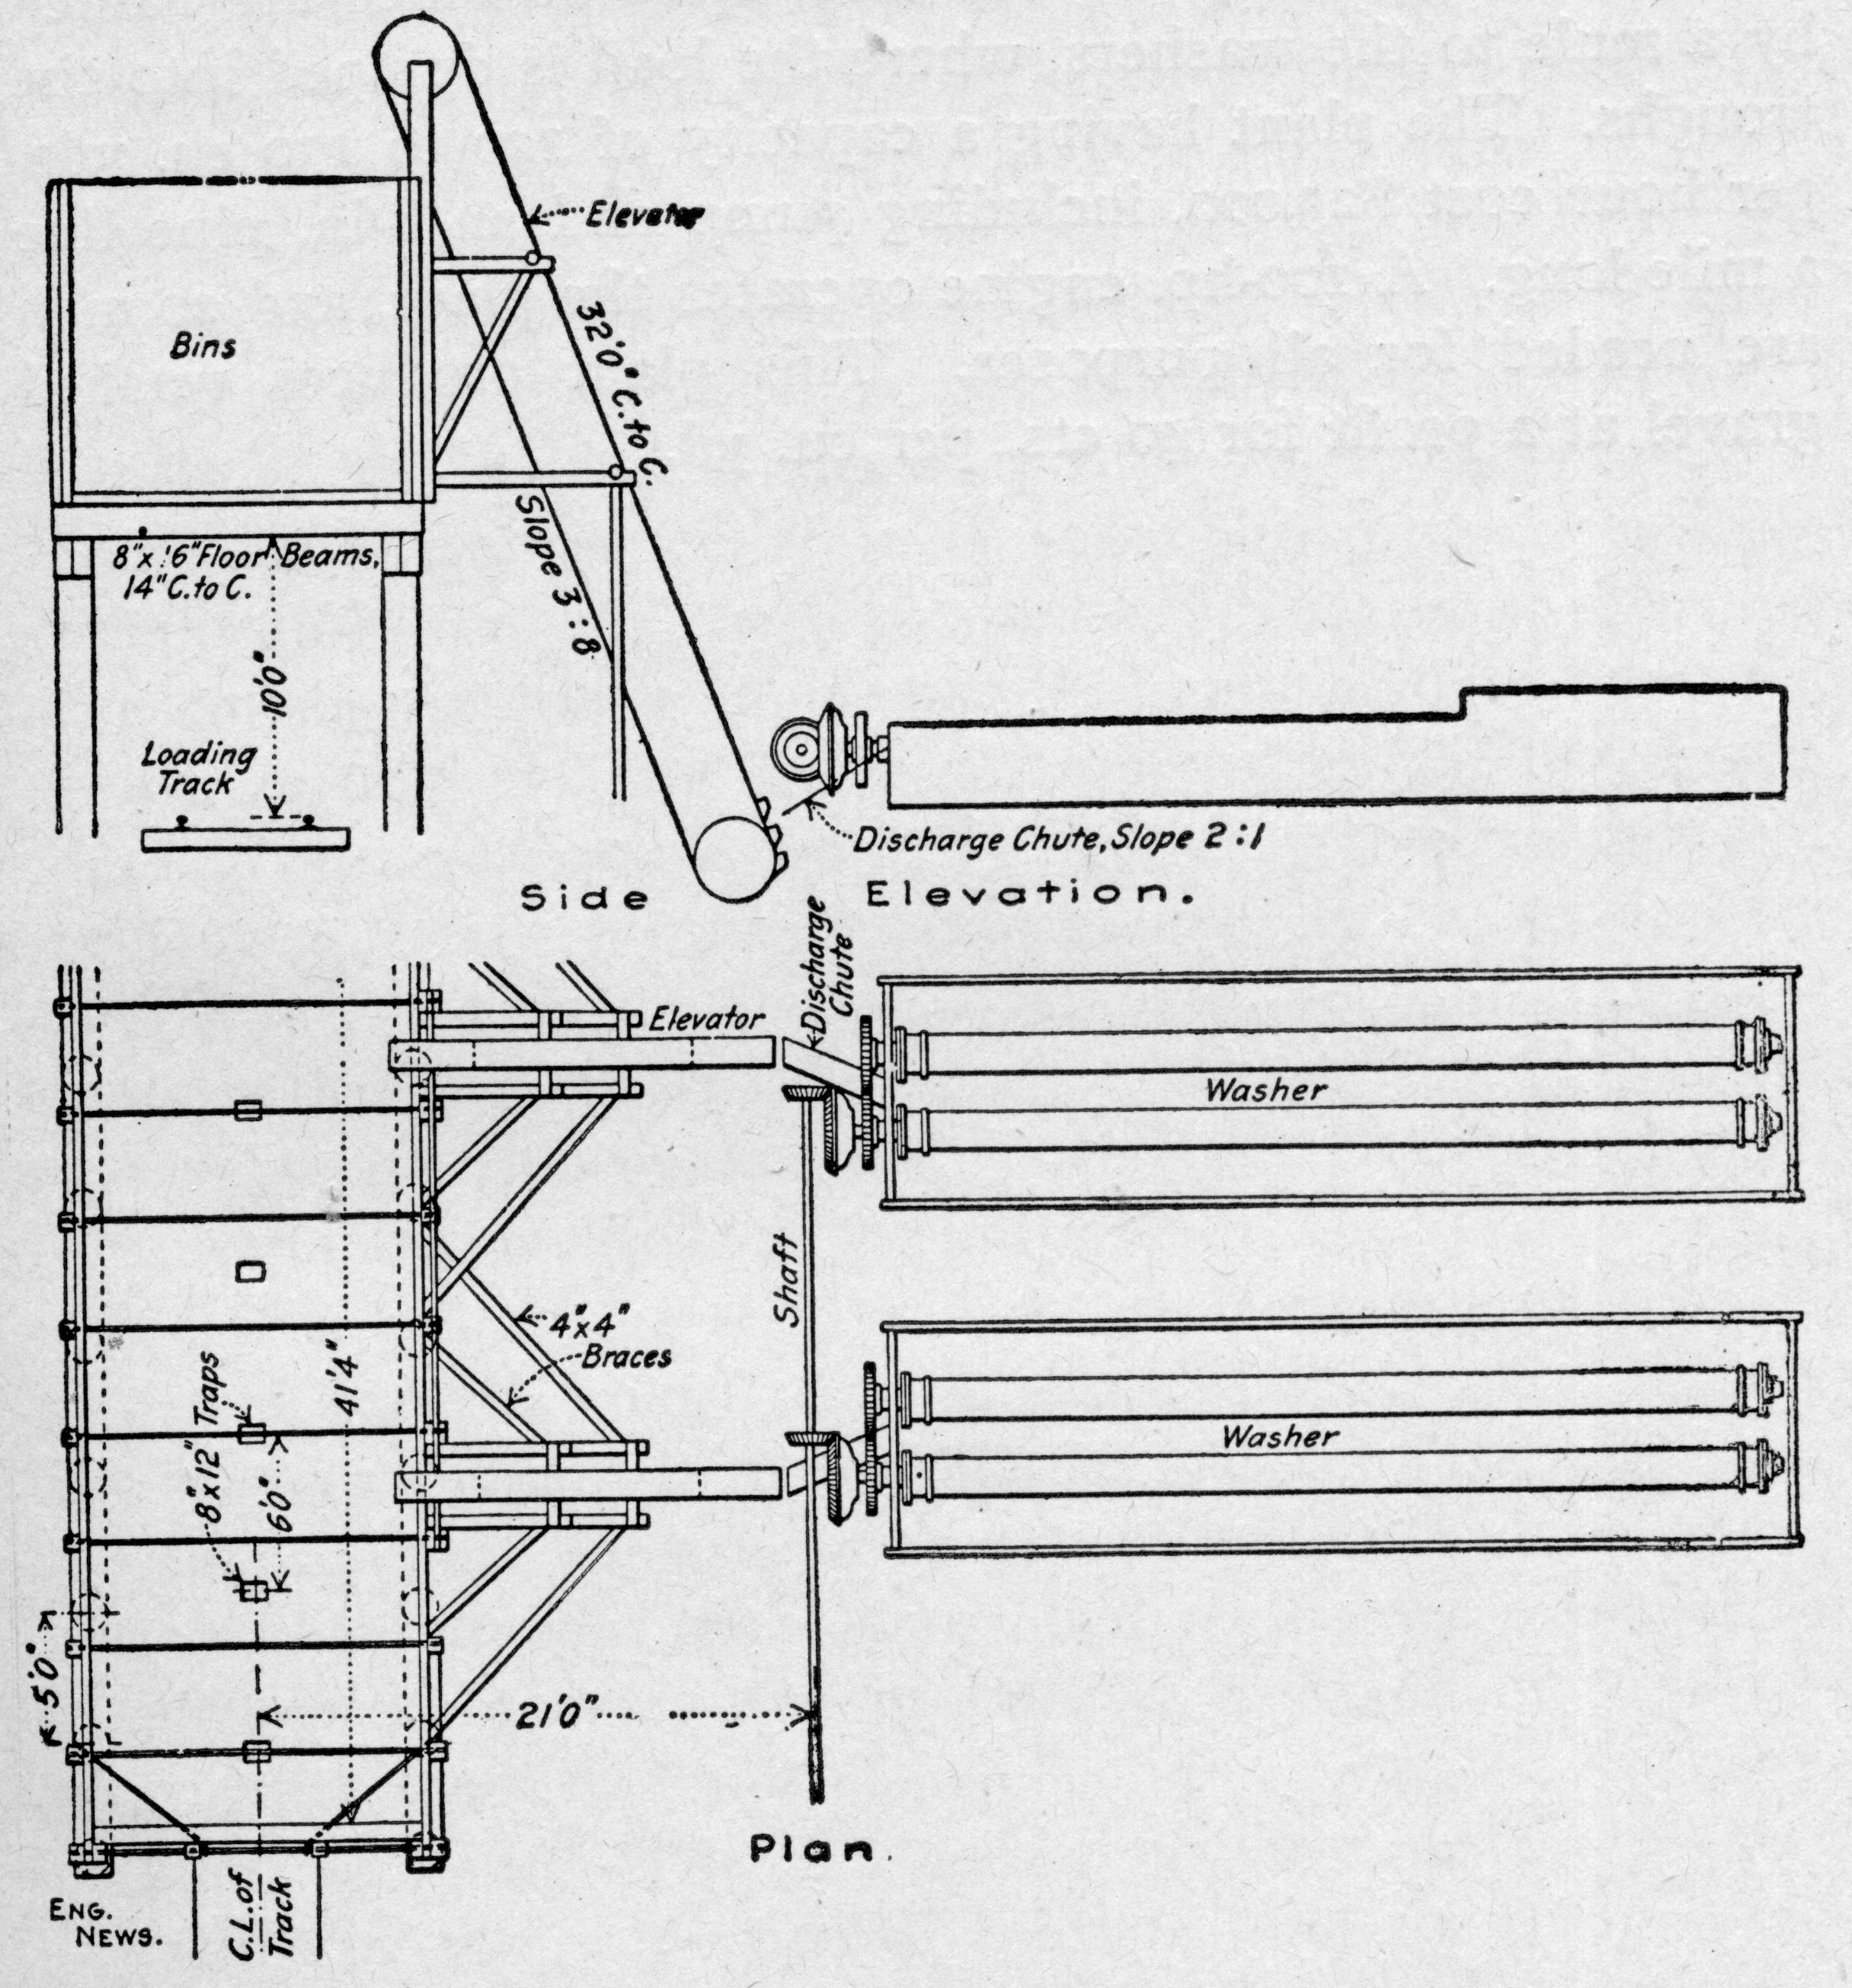 Elevator
Bins
32'0" C. to C.
8"x 16" Floor Beams,
14" C. to C.
Slope 3:8
10'0"
Loading
Track
Discharge Chute, Slope 2:1
Side Elevation.
Discharge
Chute
Elevator
Washer
Shaft
4"x4"
Braces
41'4"
Traps
8"x12"
6'0"
Washer
5'0"
21'0"
Plan.
C.L. of
Track
ENG.
NEWS.